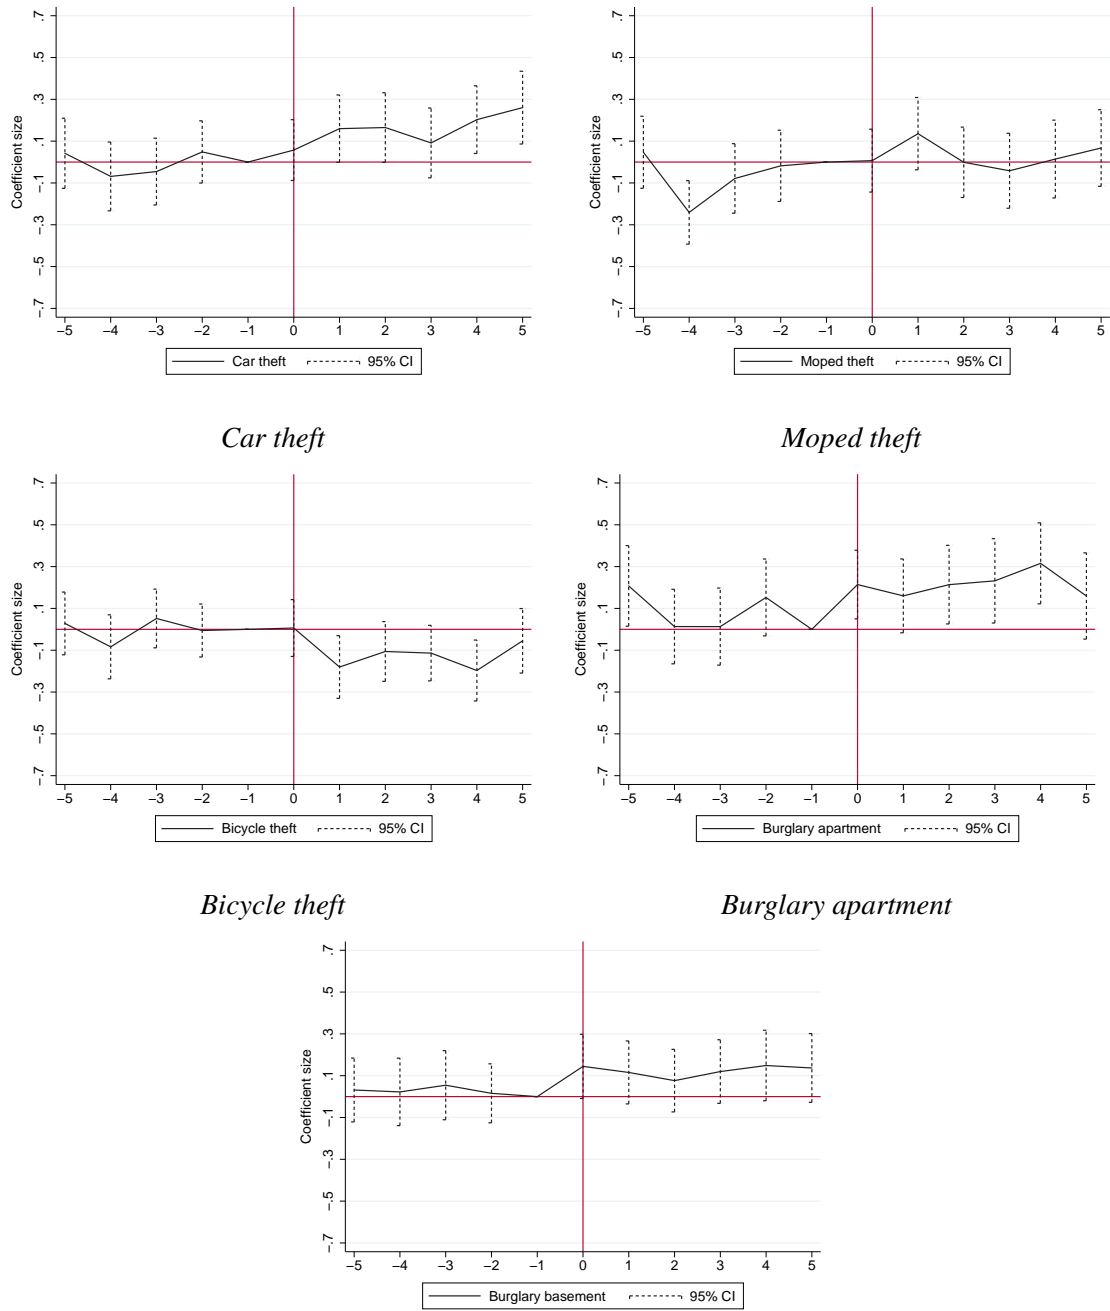 .7
.5
.3
.1
−.1
−.3
−.5
−.7
Coefficient size
−5 −4 −3 −2 −1 0 1 2 3 4 5
Car theft 95% CI
Car theft
.7
.5
.3
.1
−.1
−.3
−.5
−.7
Coefficient size
−5 −4 −3 −2 −1 0 1 2 3 4 5
Moped theft 95% CI
Moped theft
.7
.5
.3
.1
−.1
−.3
−.5
−.7
Coefficient size
−5 −4 −3 −2 −1 0 1 2 3 4 5
Bicycle theft 95% CI
Bicycle theft
.7
.5
.3
.1
−.1
−.3
−.5
−.7
Coefficient size
−5 −4 −3 −2 −1 0 1 2 3 4 5
Burglary apartment 95% CI
Burglary apartment
.7
.5
.3
.1
−.1
−.3
−.5
−.7
Coefficient size
−5 −4 −3 −2 −1 0 1 2 3 4 5
Burglary basement 95% CI